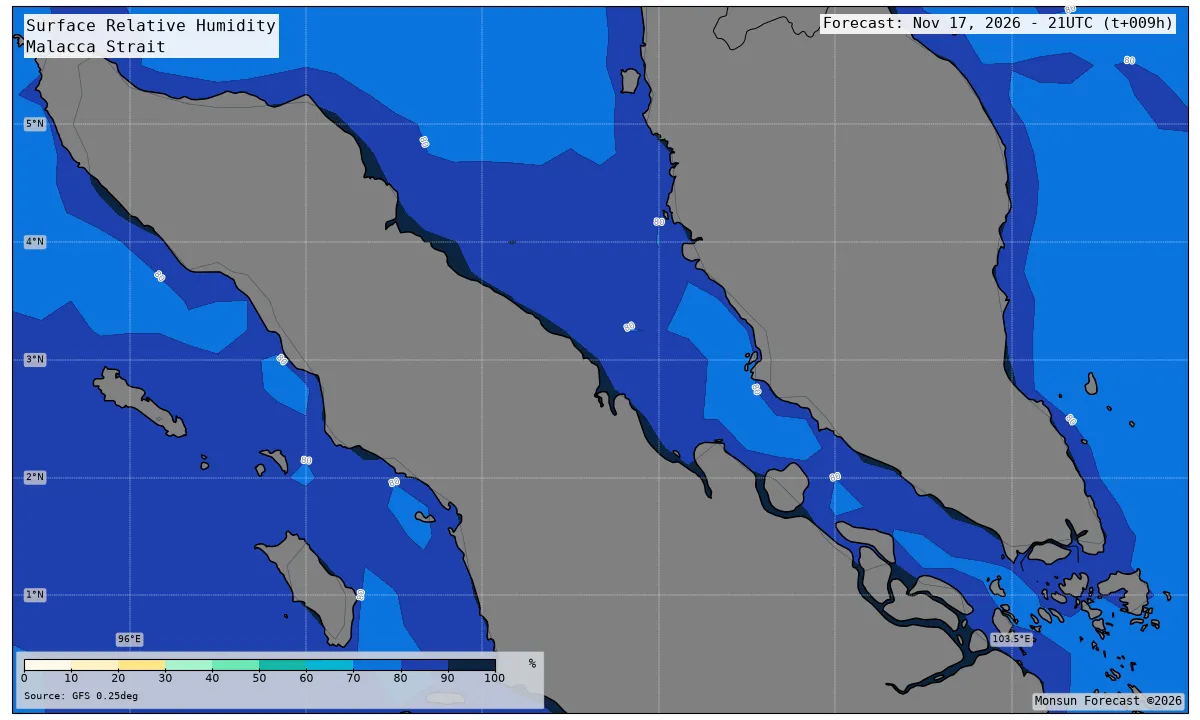 Surface Relative Humidity
Malacca Strait
Forecast: Nov 17, 2026 - 21UTC (t+009h)
80
80
80
5°N
80
4°N
80
80
3°N
80
80
80
80
2°N
80
80
1°N
80
96°E
103.5°E
%
0 10 20 30 40 50 60 70 80 90 100
Source: GFS 0.25deg
Monsun Forecast ©2026